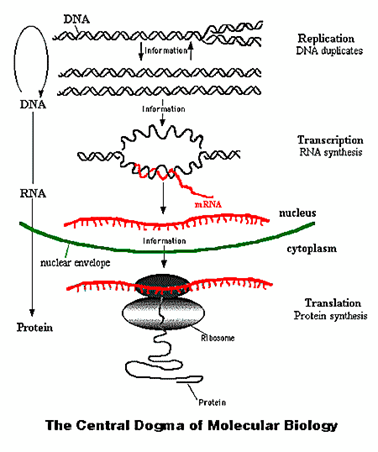 DNA
Information
Replication
DNA duplicates
DNA
Information
Transcription
RNA synthesis
RNA
mRNA
nucleus
Information
cytoplasm
nuclear envelope
Translation
Protein synthesis
Protein
Ribosome
Protein
The Central Dogma of Molecular Biology